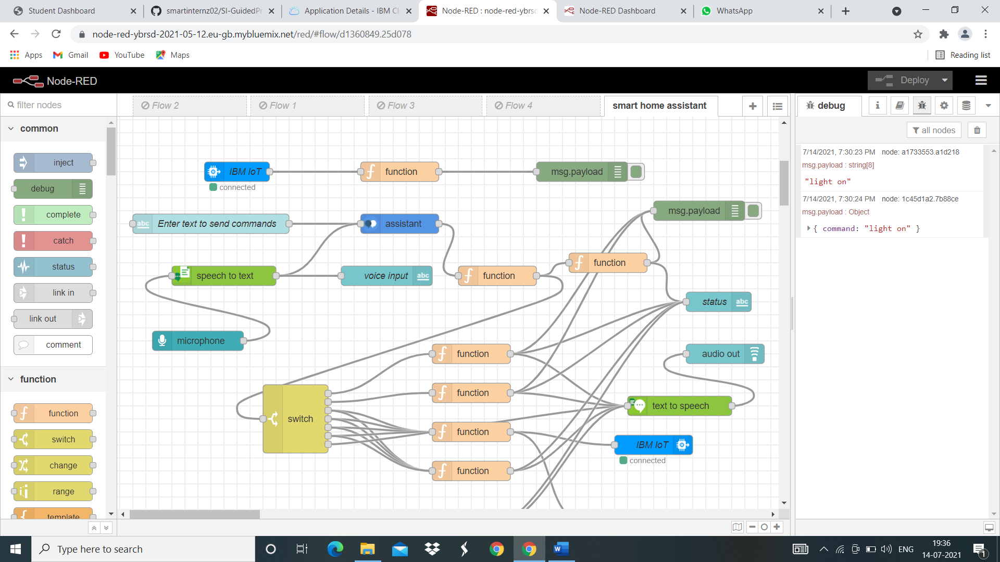 Student Dashboard
smartinternz02/SI-GuidedPr
Application Details - IBM Cl
Node-RED : node-red-ybrsd
Node-RED Dashboard
WhatsApp
node-red-ybrsd-2021-05-12.eu-gb.mybluemix.net/red/#flow/d1360849.25d078
Apps
Gmail
YouTube
Maps
Reading list
Node-RED
Deploy
filter nodes
Flow 2
Flow 1
Flow 3
Flow 4
smart home assistant
debug
common
inject
debug
complete
catch
status
link in
link out
comment
function
function
switch
change
range
template
IBM IoT
connected
function
msg.payload
msg.payload
abc
Enter text to send commands
assistant
speech to text
voice input
abc
function
function
status
abc
microphone
function
audio out
function
switch
text to speech
function
IBM IoT
connected
function
all nodes
7/14/2021, 7:30:23 PM node: a1733553.a1d218
msg.payload : string[8]
"light on"
7/14/2021, 7:30:24 PM node: 1c45d1a2.7b88ce
msg.payload : Object
{ command: "light on" }
Type here to search
ENG
19:36
14-07-2021
1